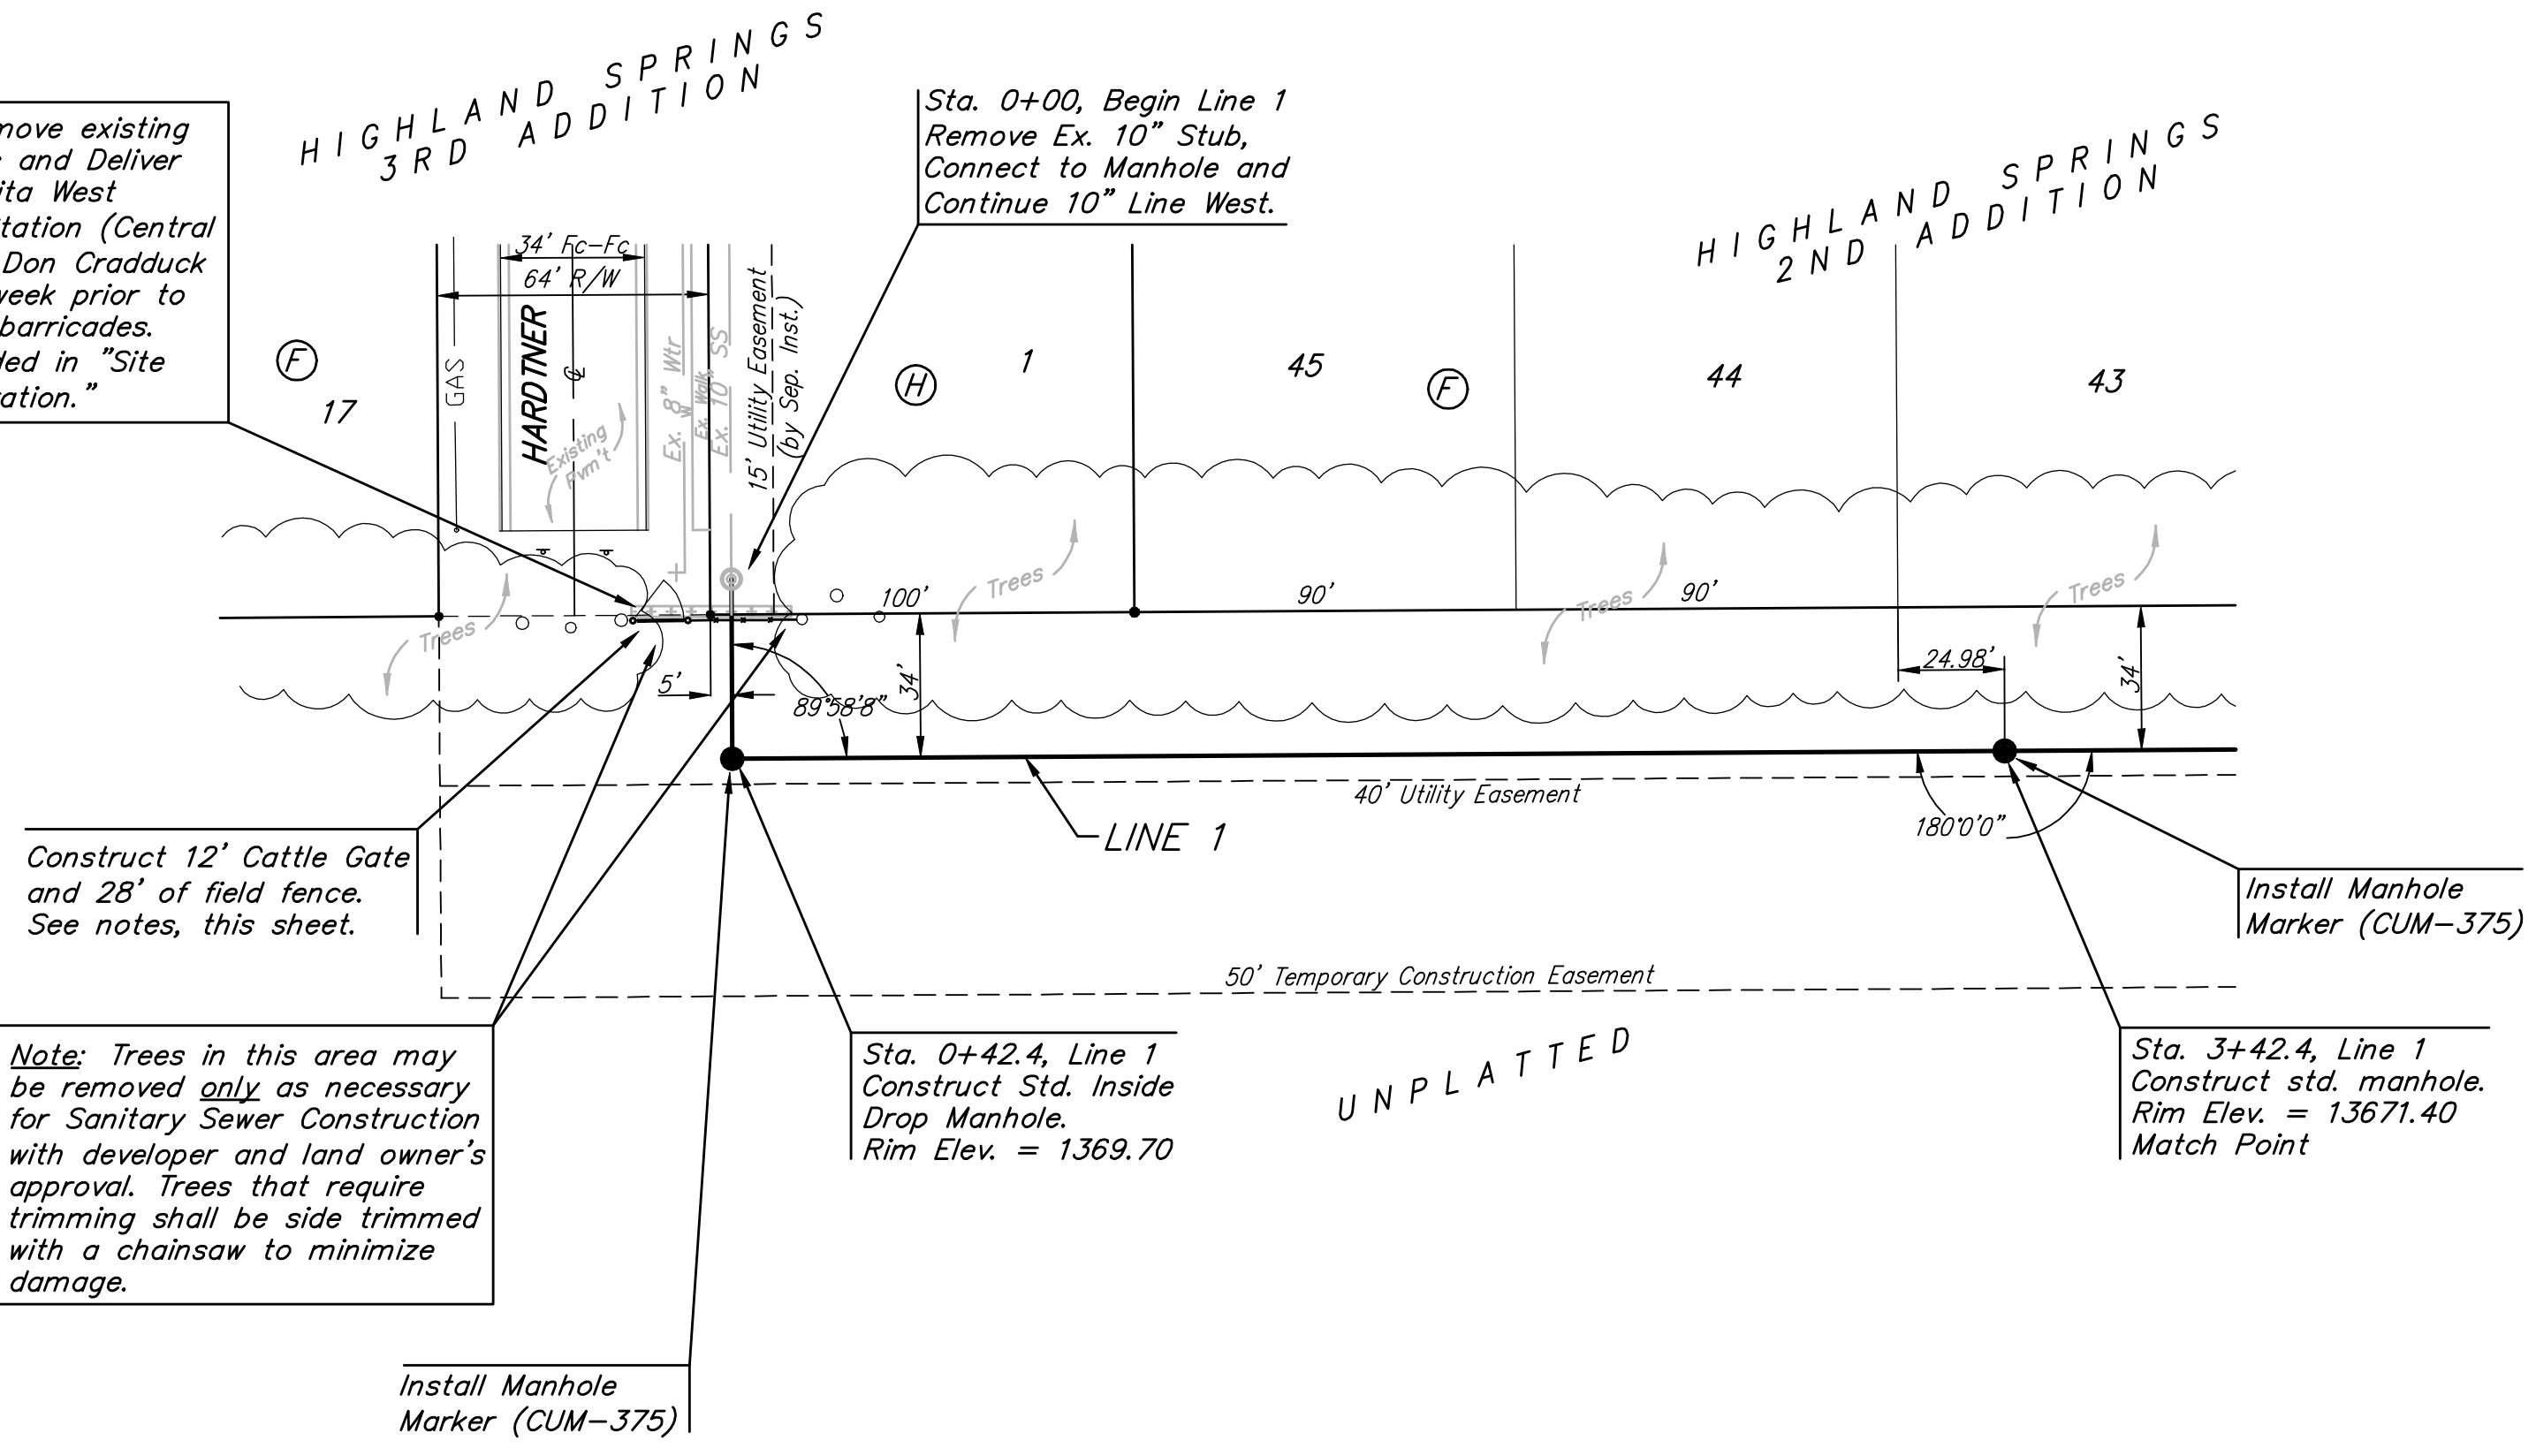 HIGHLAND SPRINGS
3RD ADDITION
HIGHLAND SPRINGS
2ND ADDITION
move existing
and Deliver
ita West
tation (Central
Don Cradduck
week prior to
barricades.
ded in "Site
ration."
Sta. 0+00, Begin Line 1
Remove Ex. 10" Stub,
Connect to Manhole and
Continue 10" Line West.
34' Fc-Fc
64' R/W
GAS
HARDTNER
℄
Existing
Pvm't
Ex. 8" Wtr
W
Ex. Walk
Ex. 10" SS
15' Utility Easement
(by Sep. Inst.)
F
17
H
1
45
F
44
43
100'
90'
90'
Trees
Trees
Trees
Trees
5'
89°58'8"
34'
24.98'
34'
40' Utility Easement
180°0'0"
LINE 1
Construct 12' Cattle Gate
and 28' of field fence.
See notes, this sheet.
Install Manhole
Marker (CUM-375)
50' Temporary Construction Easement
UNPLATTED
Note: Trees in this area may
be removed only as necessary
for Sanitary Sewer Construction
with developer and land owner's
approval. Trees that require
trimming shall be side trimmed
with a chainsaw to minimize
damage.
Sta. 0+42.4, Line 1
Construct Std. Inside
Drop Manhole.
Rim Elev. = 1369.70
Sta. 3+42.4, Line 1
Construct std. manhole.
Rim Elev. = 13671.40
Match Point
Install Manhole
Marker (CUM-375)